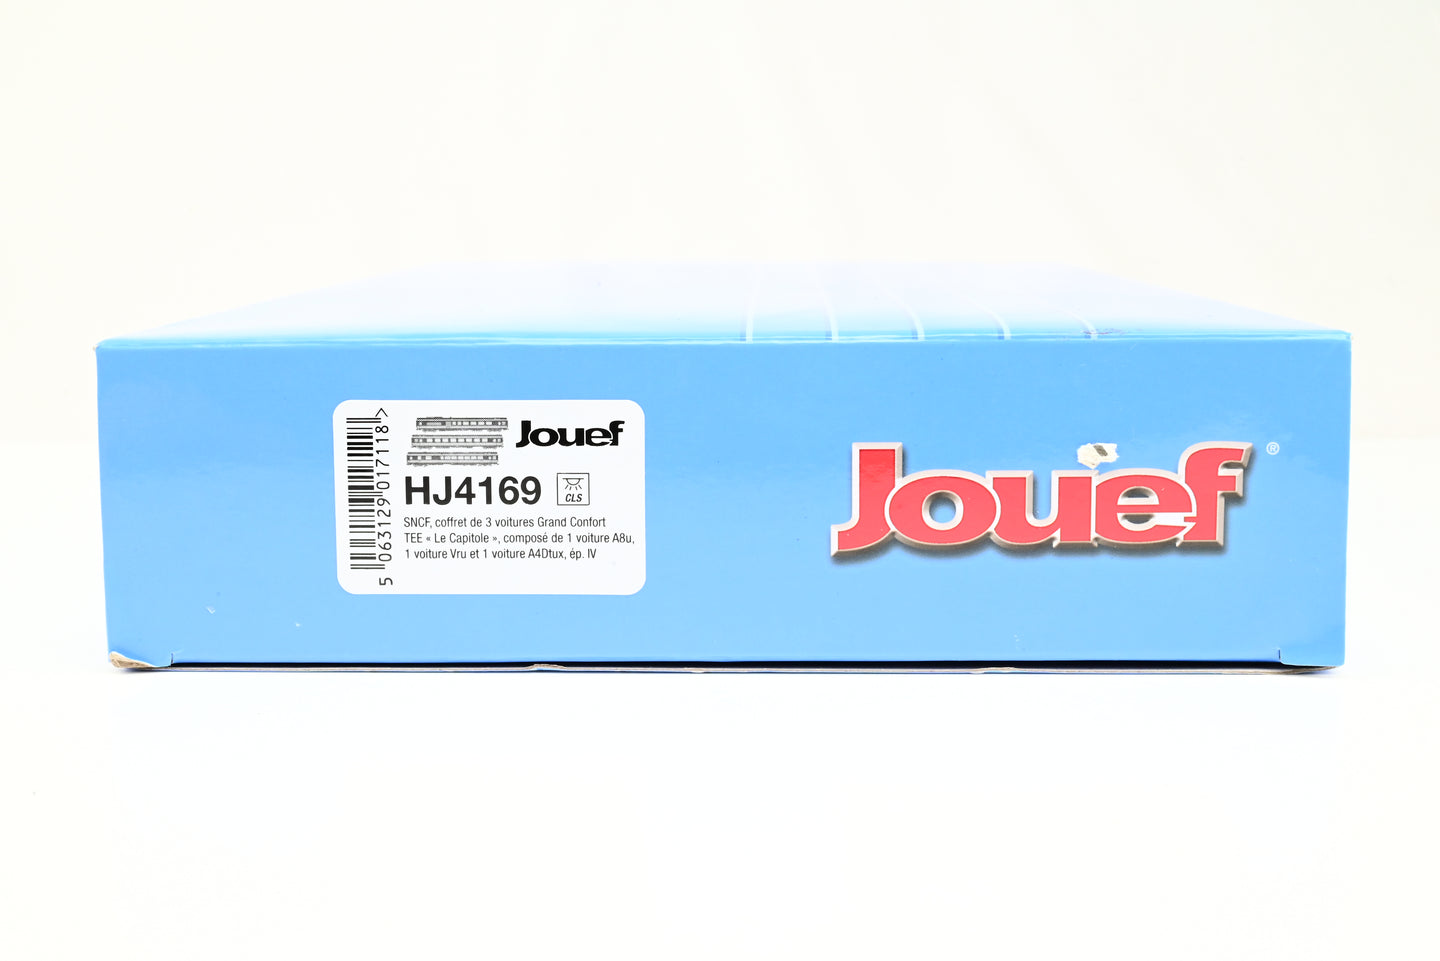 Jouef
HJ4169
CLS
SNCF, coffret de 3 voitures Grand Confort
TEE « Le Capitole », composé de 1 voiture A8u,
1 voiture Vru et 1 voiture A4Dtux, ép. IV
5 063129 017118 >
Jouef ®